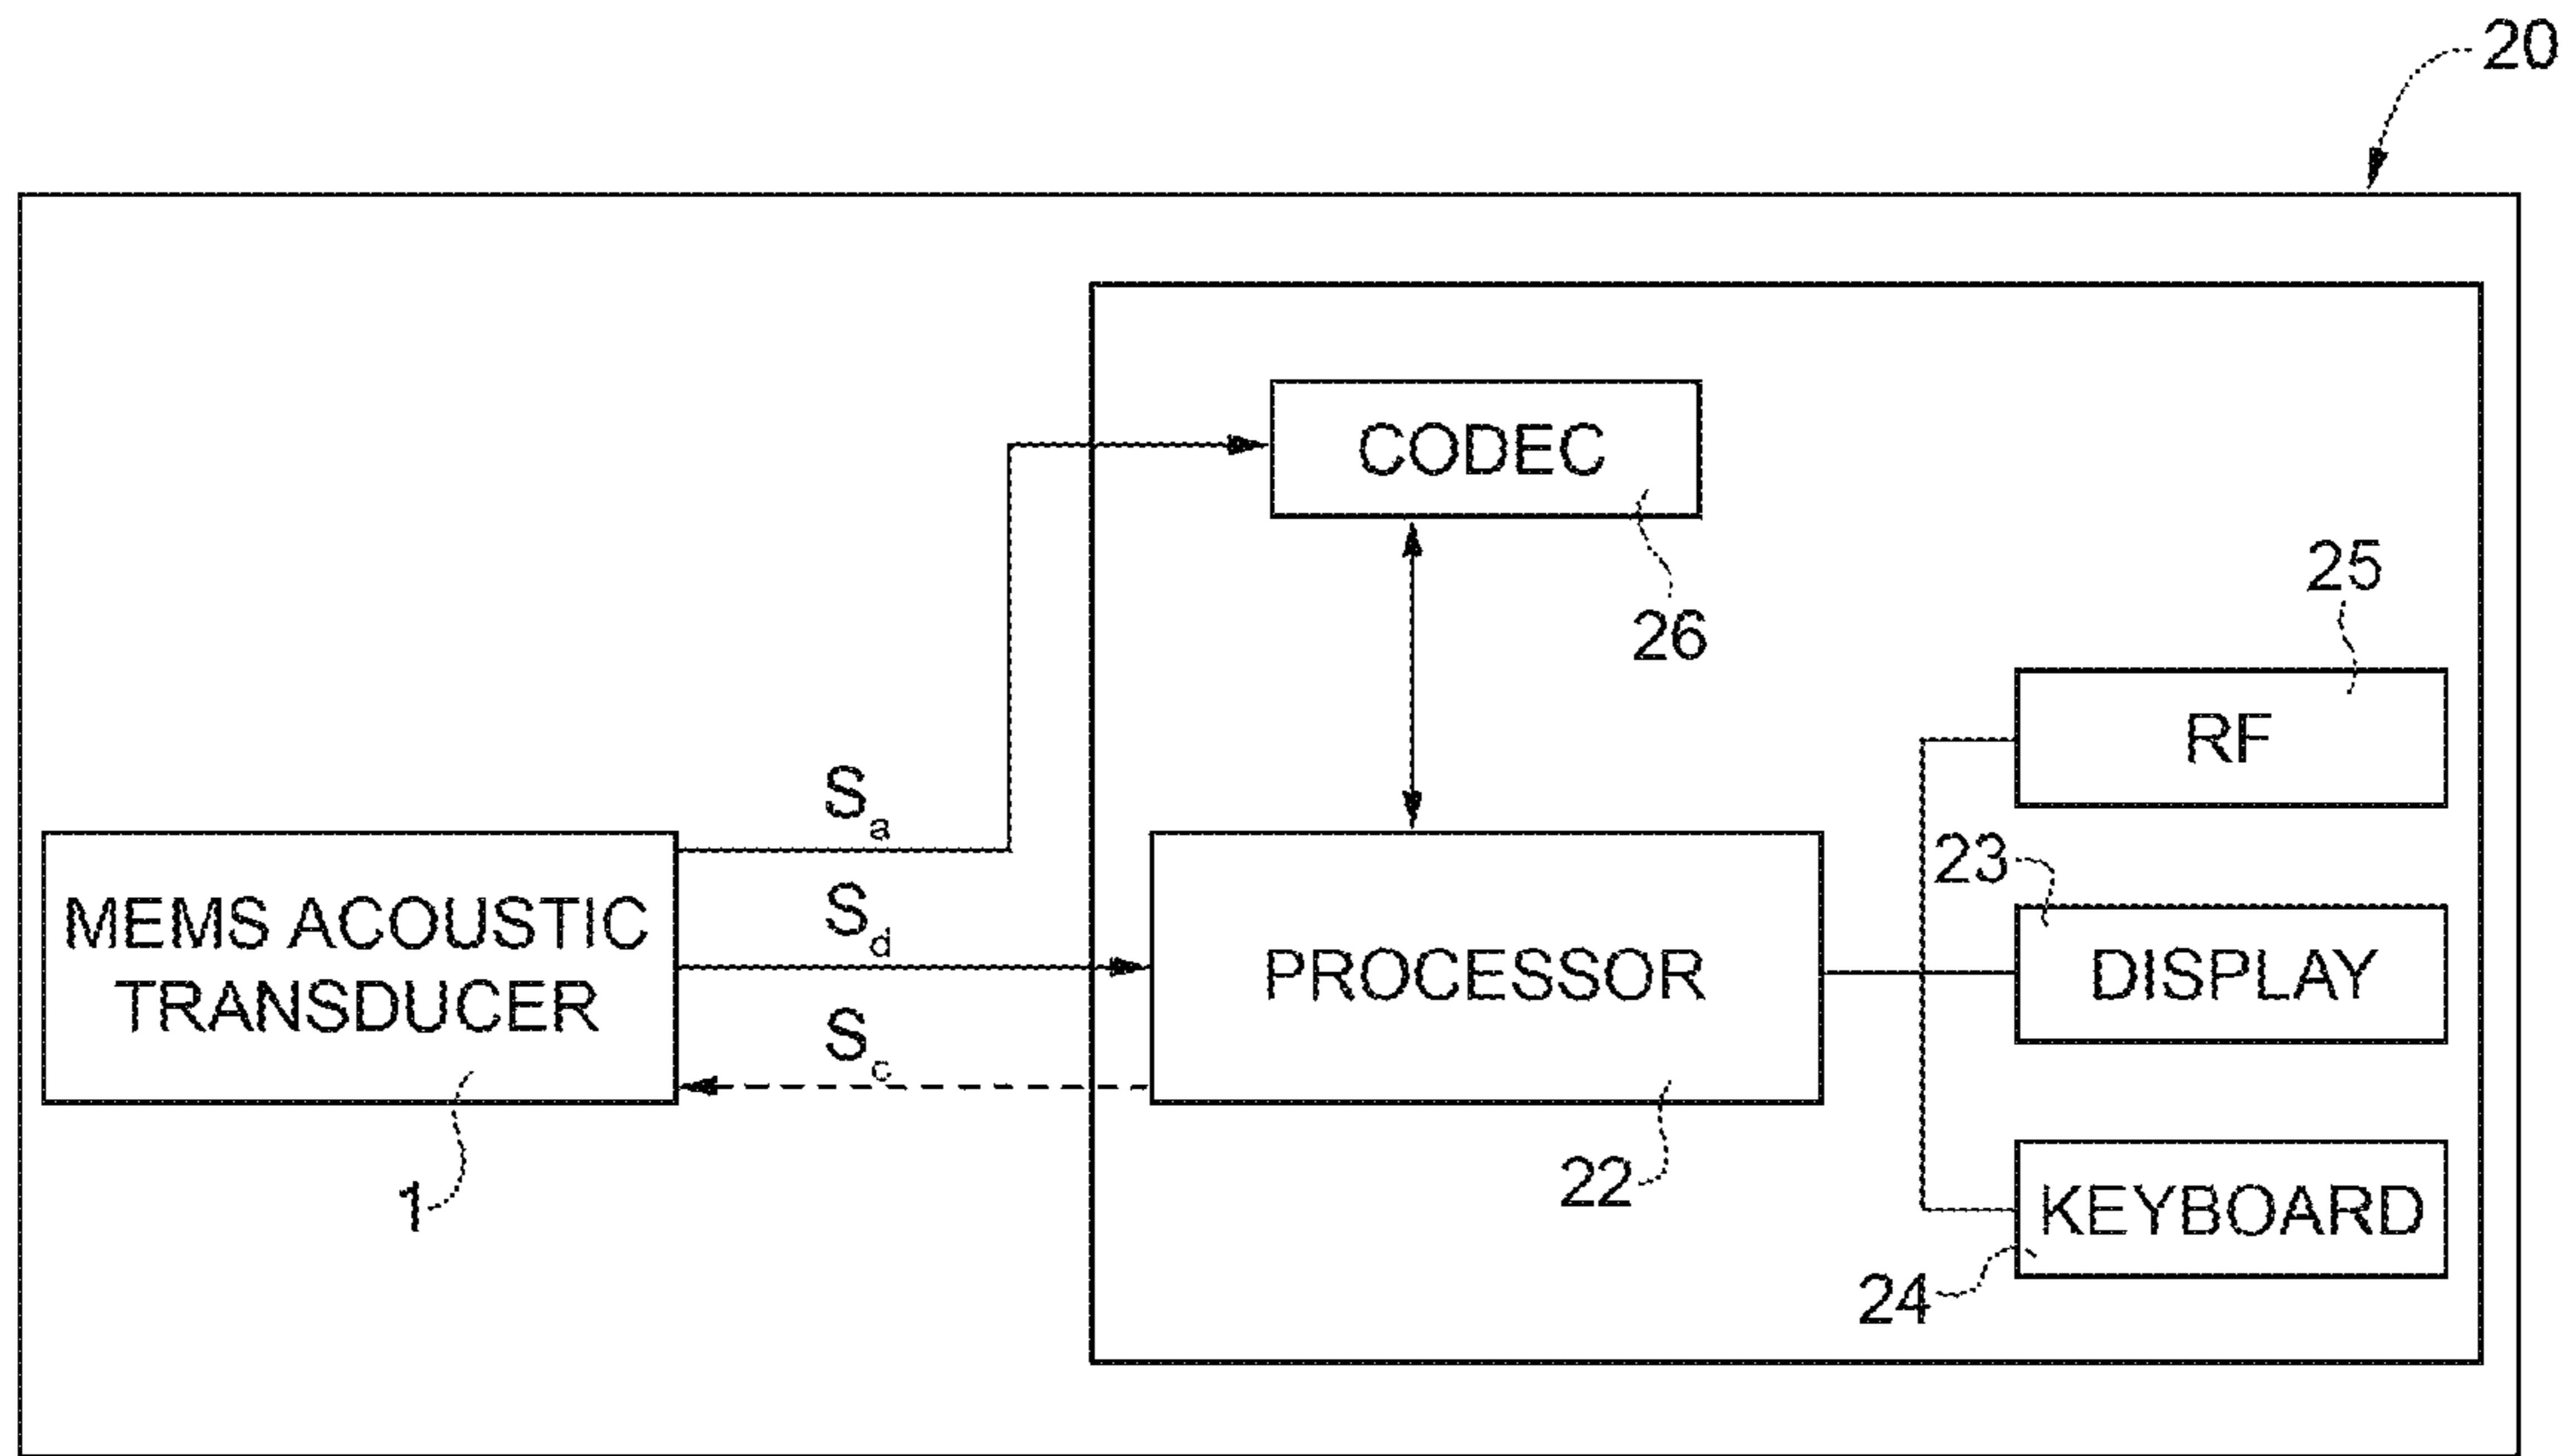 20
CODEC
26
25
RF
Sa
23
MEMS ACOUSTIC
TRANSDUCER
Sd
PROCESSOR
DISPLAY
Sc
1
22
KEYBOARD
24